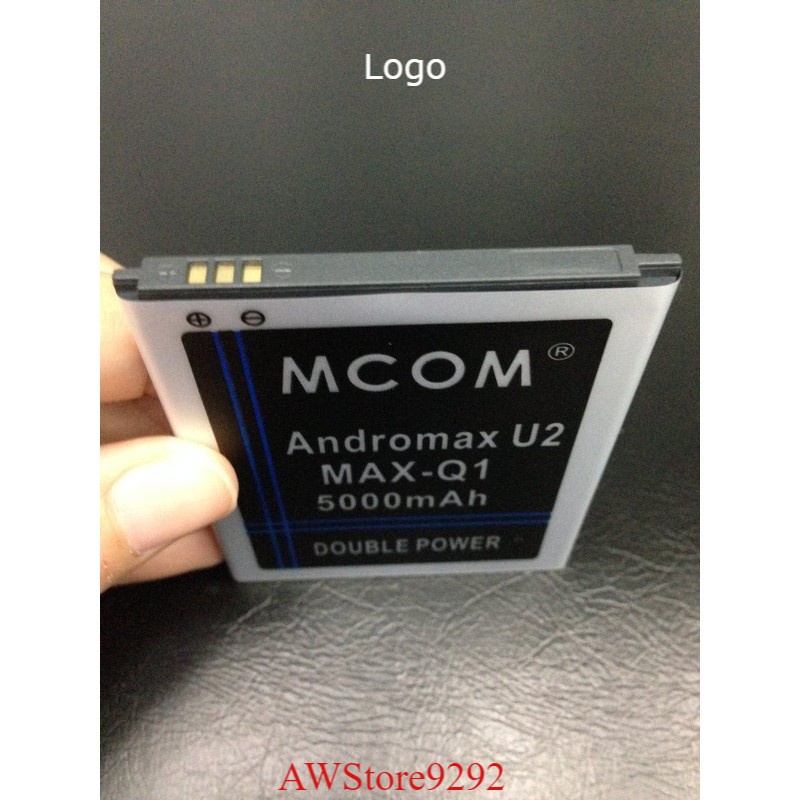 Logo
MCOM®
Andromax U2
MAX-Q1
5000mAh
DOUBLE POWER
AWStore9292